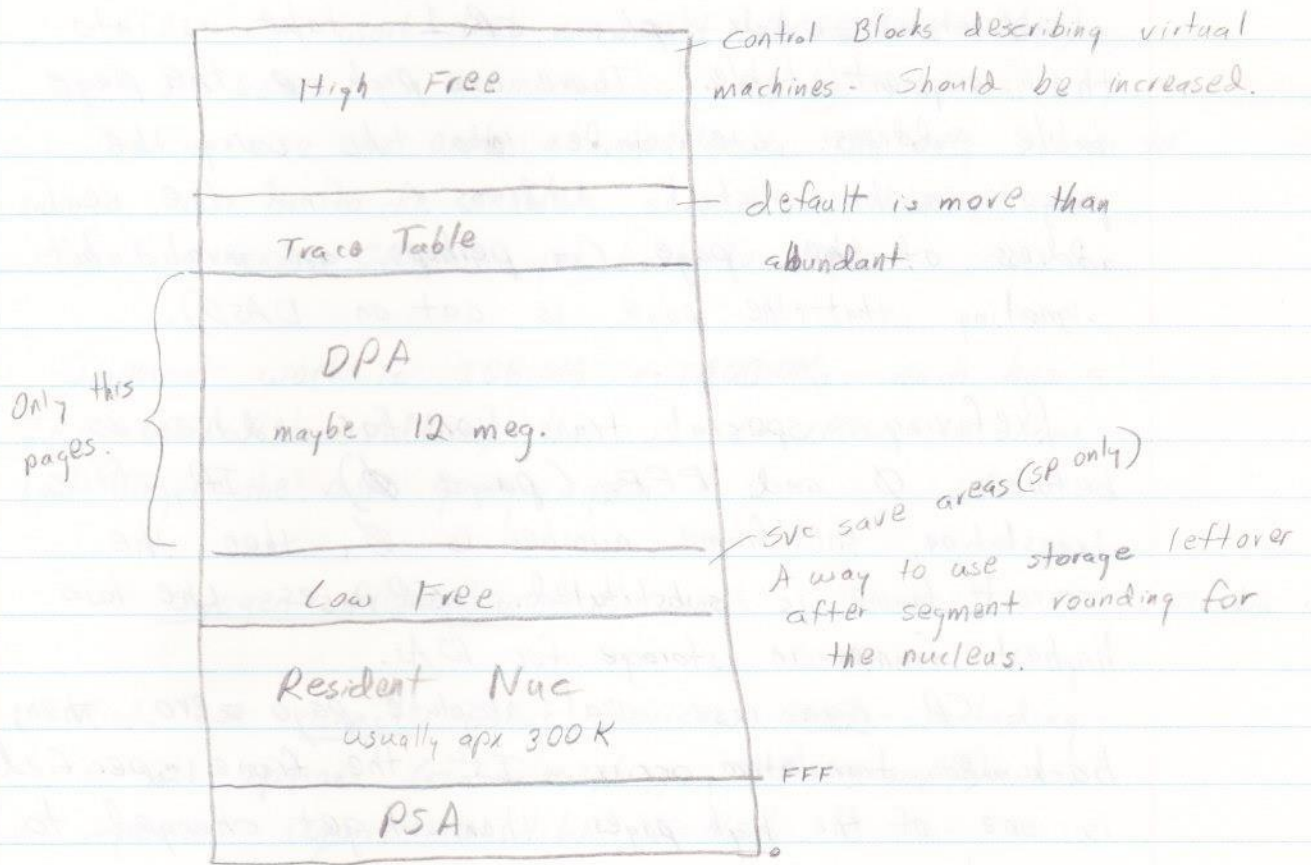 High Free
Control Blocks describing virtual
machines. Should be increased.
Trace Table
default is more than
abundant.
Only this
pages.
DPA
maybe 12 meg.
SVC save areas (SP only)
A way to use storage leftover
after segment rounding for
the nucleus.
Low Free
Resident Nuc
usually apx 300 K
FFF
PSA
0